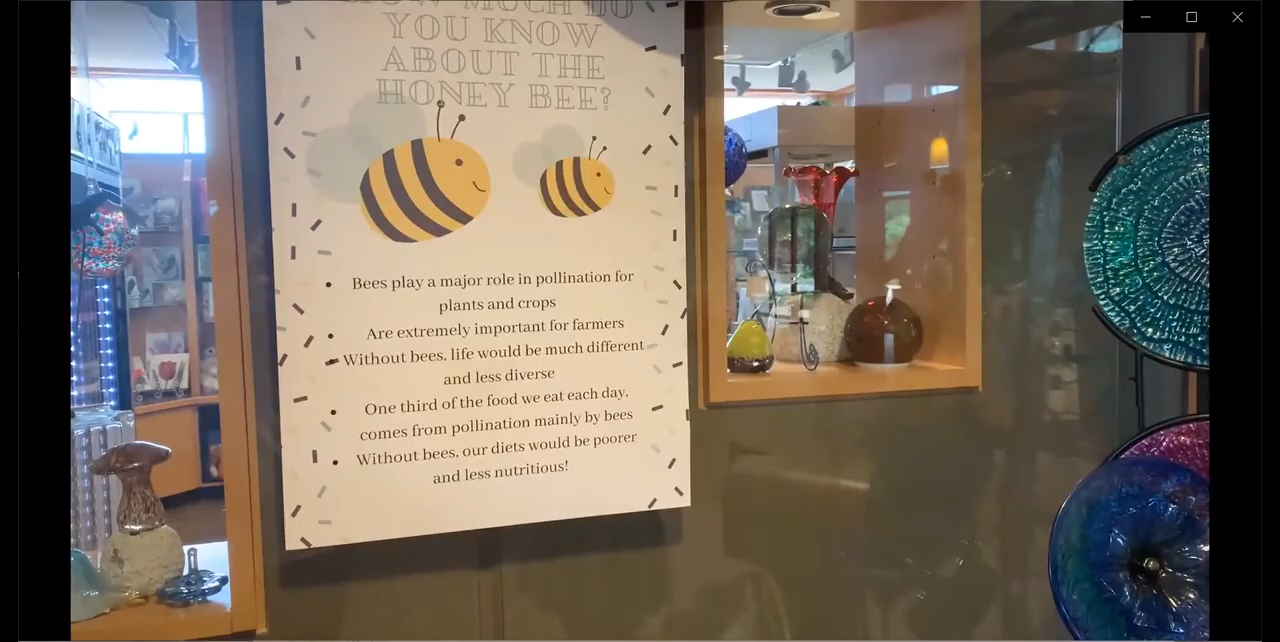 HOW MUCH DO
YOU KNOW
ABOUT THE
HONEY BEE?
• Bees play a major role in pollination for
plants and crops
• Are extremely important for farmers
• Without bees, life would be much different
and less diverse
• One third of the food we eat each day,
comes from pollination mainly by bees
• Without bees, our diets would be poorer
and less nutritious!